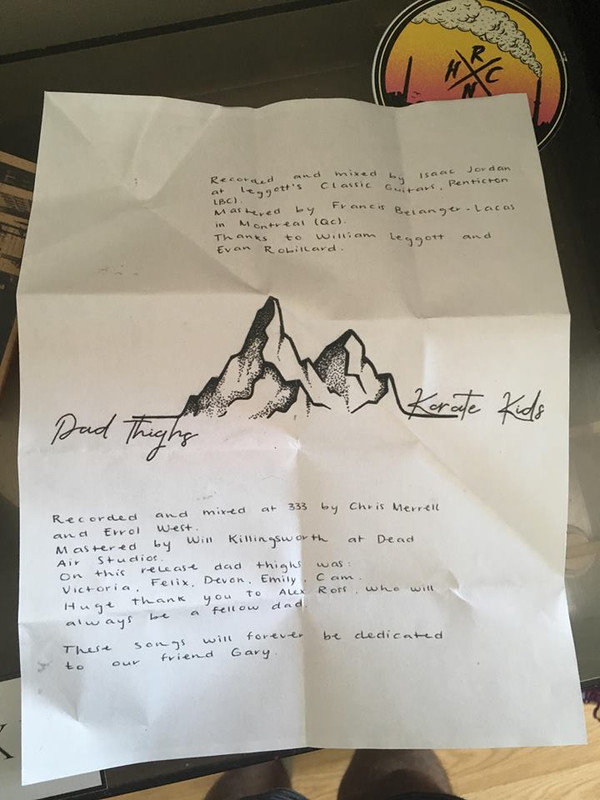 R
H C
N
Recorded and mixed by Isaac Jordan
at Leggott's Classic Guitars, Penticton
(BC).
Mastered by Francis Belanger-Lacas
in Montreal (Qc).
Thanks to William Leggott and
Evan Robillard.
Dad thighs
Karate Kids
Recorded and mixed at 333 by Chris Merrell
and Errol West.
Mastered by Will Killingsworth at Dead
Air Studios.
On this release dad thighs was:
Victoria, Felix, Devon, Emily, Cam.
Huge thank you to Alex Ross, who will
always be a fellow dad.
These songs will forever be dedicated
to our friend Gary.